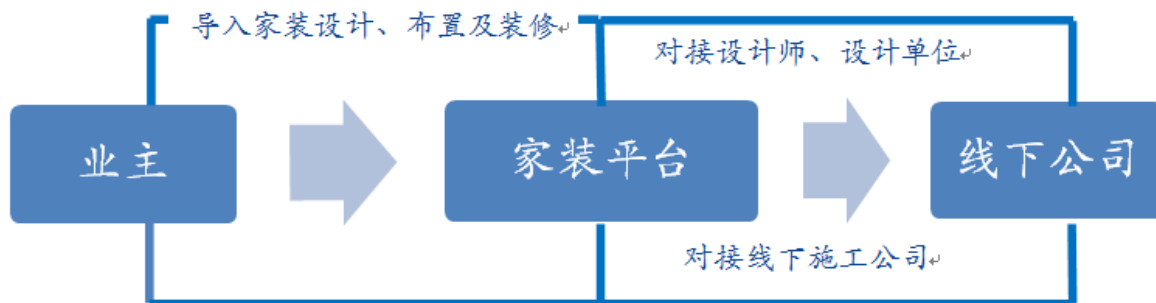 导入家装设计、布置及装修
对接设计师、设计单位
业主
家装平台
线下公司
对接线下施工公司